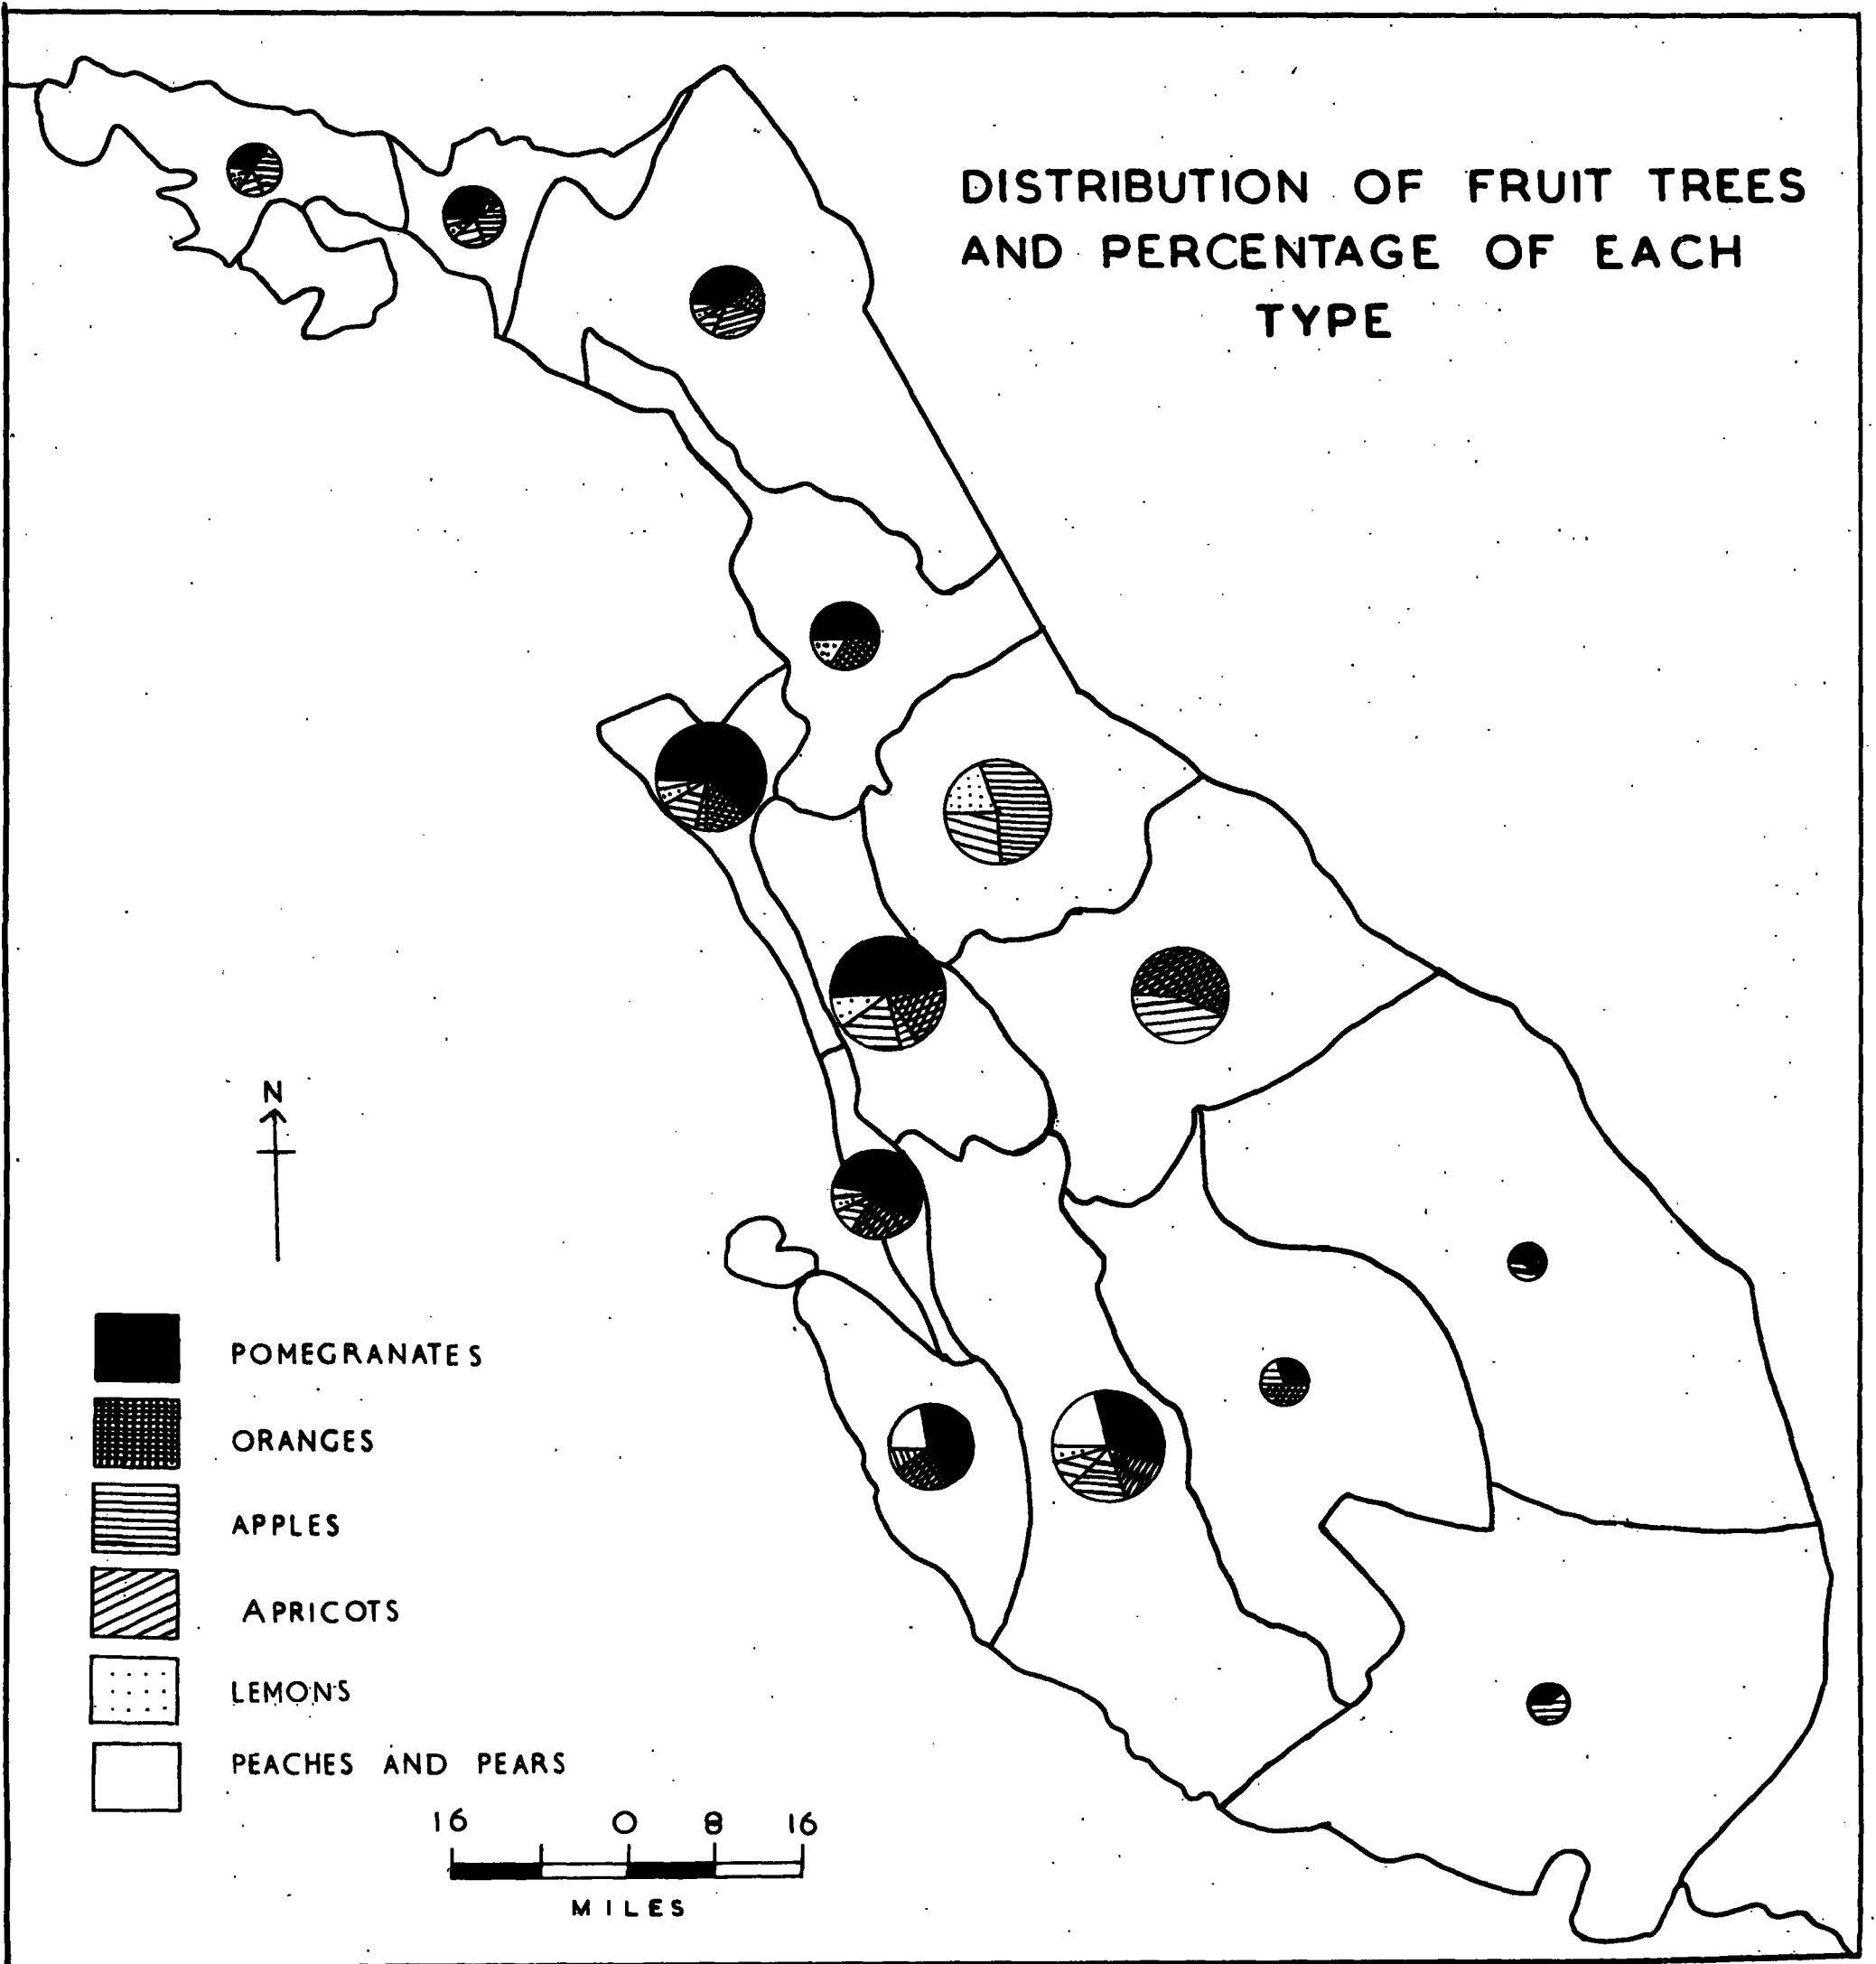 DISTRIBUTION OF FRUIT TREES
AND PERCENTAGE OF EACH
TYPE
N
POMEGRANATES
ORANGES
APPLES
APRICOTS
LEMONS
PEACHES AND PEARS
16 0 8 16
MILES